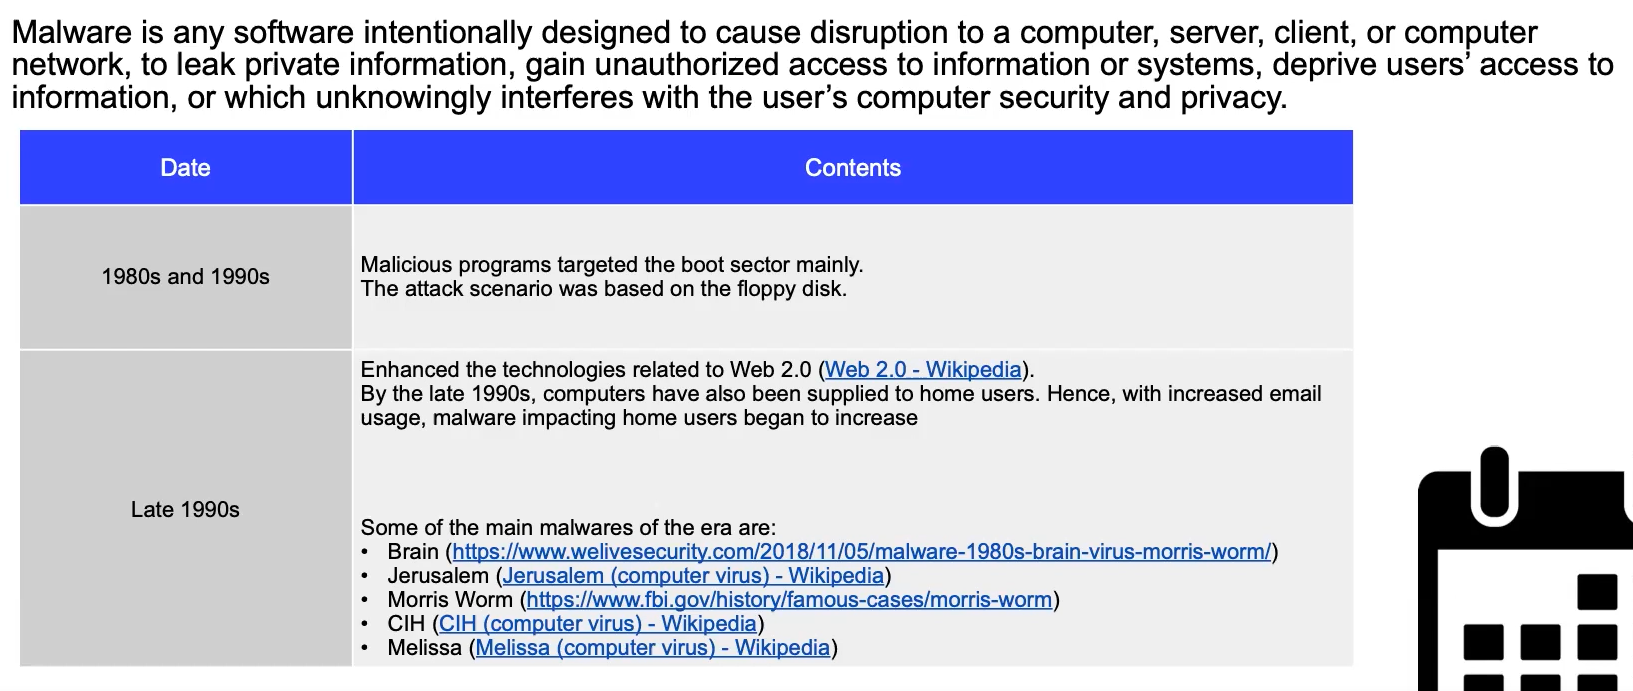 Malware is any software intentionally designed to cause disruption to a computer, server, client, or computer
network, to leak private information, gain unauthorized access to information or systems, deprive users’ access to
information, or which unknowingly interferes with the user’s computer security and privacy.
Date
Contents
1980s and 1990s
Malicious programs targeted the boot sector mainly.
The attack scenario was based on the floppy disk.
Late 1990s
Enhanced the technologies related to Web 2.0 (Web 2.0 - Wikipedia).
By the late 1990s, computers have also been supplied to home users. Hence, with increased email
usage, malware impacting home users began to increase
Some of the main malwares of the era are:
• Brain (https://www.welivesecurity.com/2018/11/05/malware-1980s-brain-virus-morris-worm/)
• Jerusalem (Jerusalem (computer virus) - Wikipedia)
• Morris Worm (https://www.fbi.gov/history/famous-cases/morris-worm)
• CIH (CIH (computer virus) - Wikipedia)
• Melissa (Melissa (computer virus) - Wikipedia)